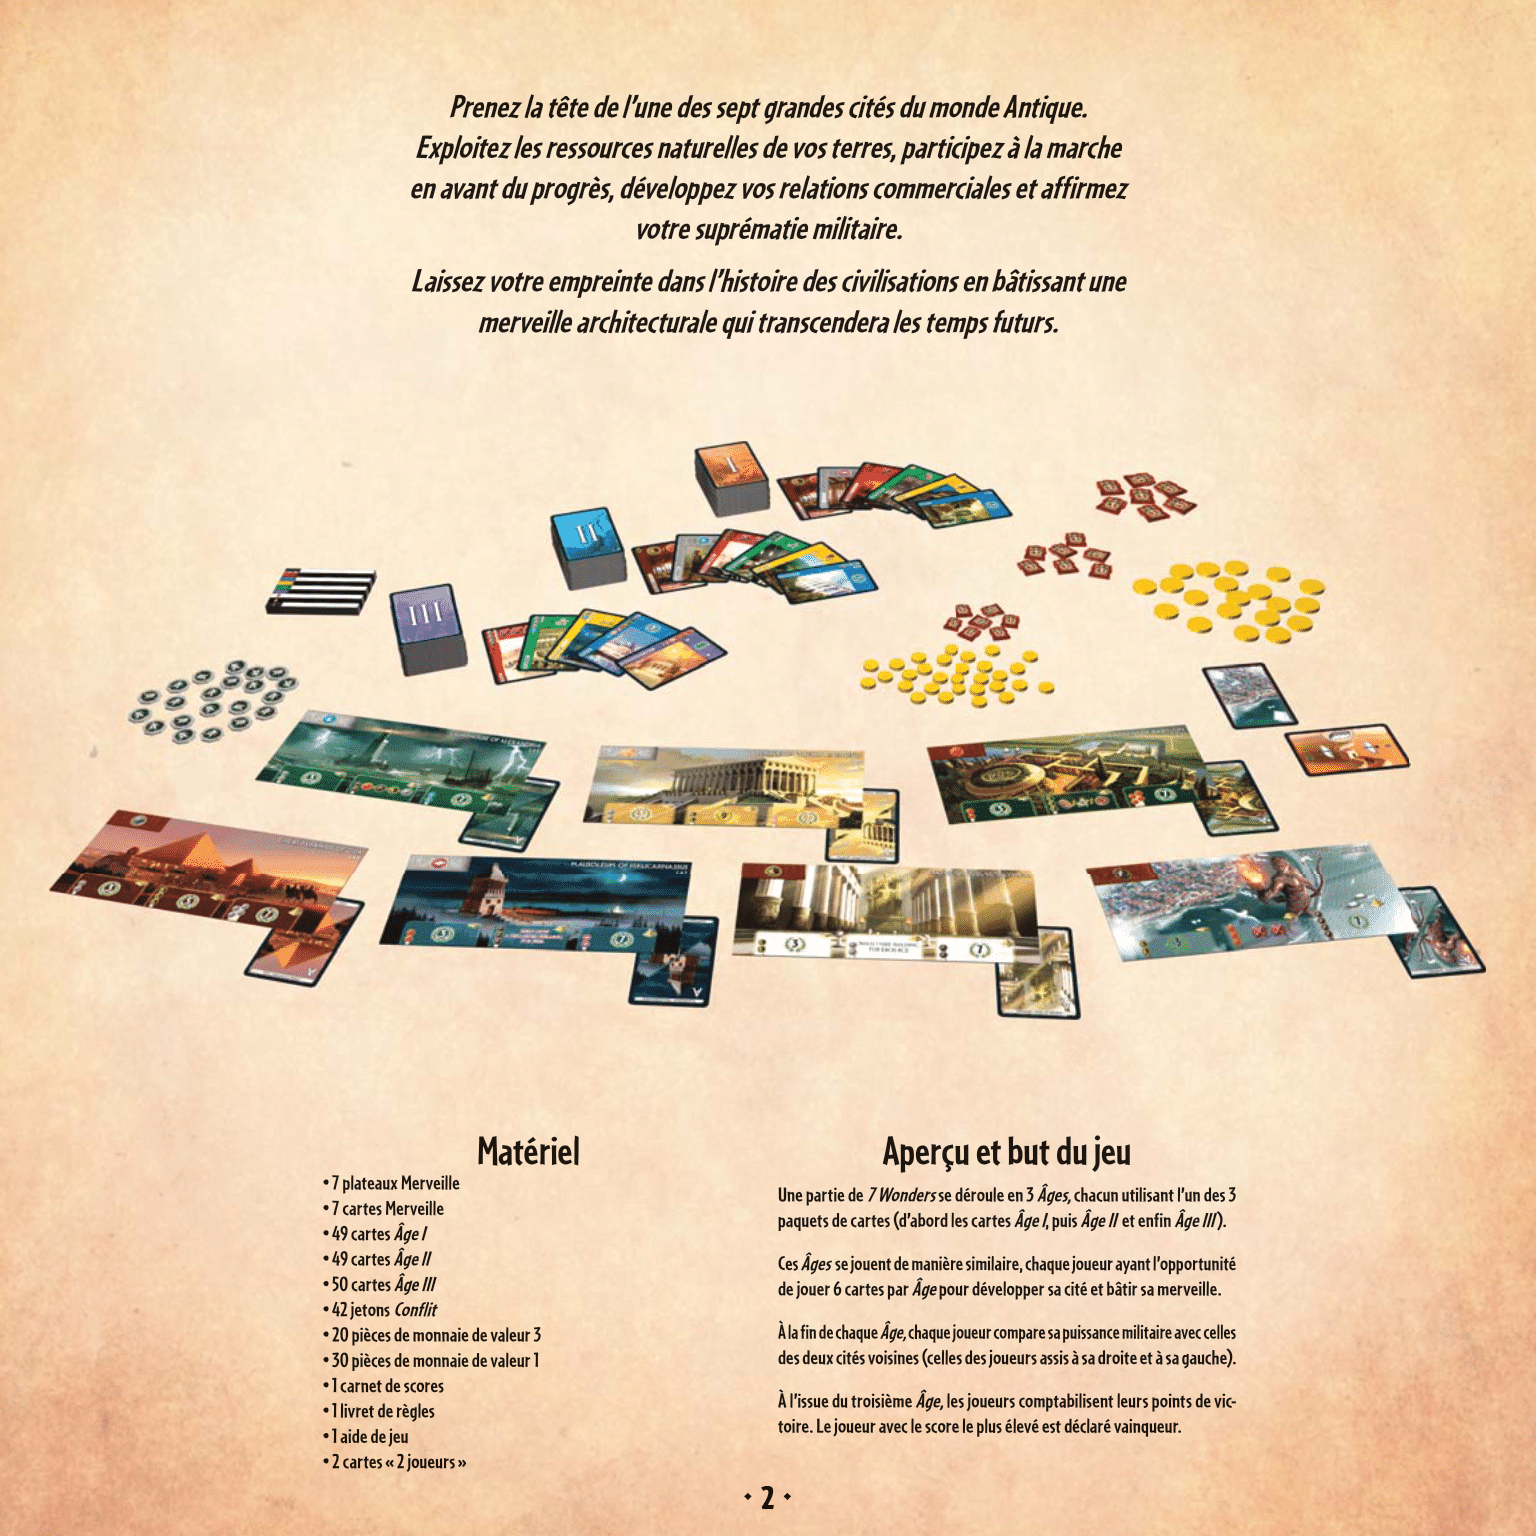 Prenez la tête de l'une des sept grandes cités du monde Antique.
Exploitez les ressources naturelles de vos terres, participez à la marche
en avant du progrès, développez vos relations commerciales et affirmez
votre suprématie militaire.
Laissez votre empreinte dans l'histoire des civilisations en bâtissant une
merveille architecturale qui transcendera les temps futurs.
I
II
III
MAUSOLEUM OF HALICARNASSUS
Matériel
• 7 plateaux Merveille
• 7 cartes Merveille
• 49 cartes Âge I
• 49 cartes Âge II
• 50 cartes Âge III
• 42 jetons Conflit
• 20 pièces de monnaie de valeur 3
• 30 pièces de monnaie de valeur 1
• 1 carnet de scores
• 1 livret de règles
• 1 aide de jeu
• 2 cartes « 2 joueurs »
Aperçu et but du jeu
Une partie de 7 Wonders se déroule en 3 Âges, chacun utilisant l'un des 3
paquets de cartes (d'abord les cartes Âge I, puis Âge II et enfin Âge III).
Ces Âges se jouent de manière similaire, chaque joueur ayant l'opportunité
de jouer 6 cartes par Âge pour développer sa cité et bâtir sa merveille.
À la fin de chaque Âge, chaque joueur compare sa puissance militaire avec celles
des deux cités voisines (celles des joueurs assis à sa droite et à sa gauche).
À l'issue du troisième Âge, les joueurs comptabilisent leurs points de vic-
toire. Le joueur avec le score le plus élevé est déclaré vainqueur.
• 2 •